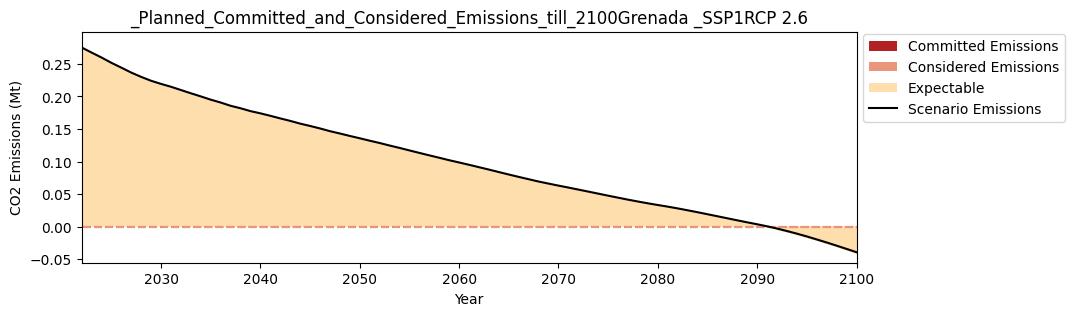 _Planned_Committed_and_Considered_Emissions_till_2100Grenada _SSP1RCP 2.6
CO2 Emissions (Mt)
0.25
0.20
0.15
0.10
0.05
0.00
−0.05
2030 2040 2050 2060 2070 2080 2090 2100
Year
Committed Emissions
Considered Emissions
Expectable
Scenario Emissions